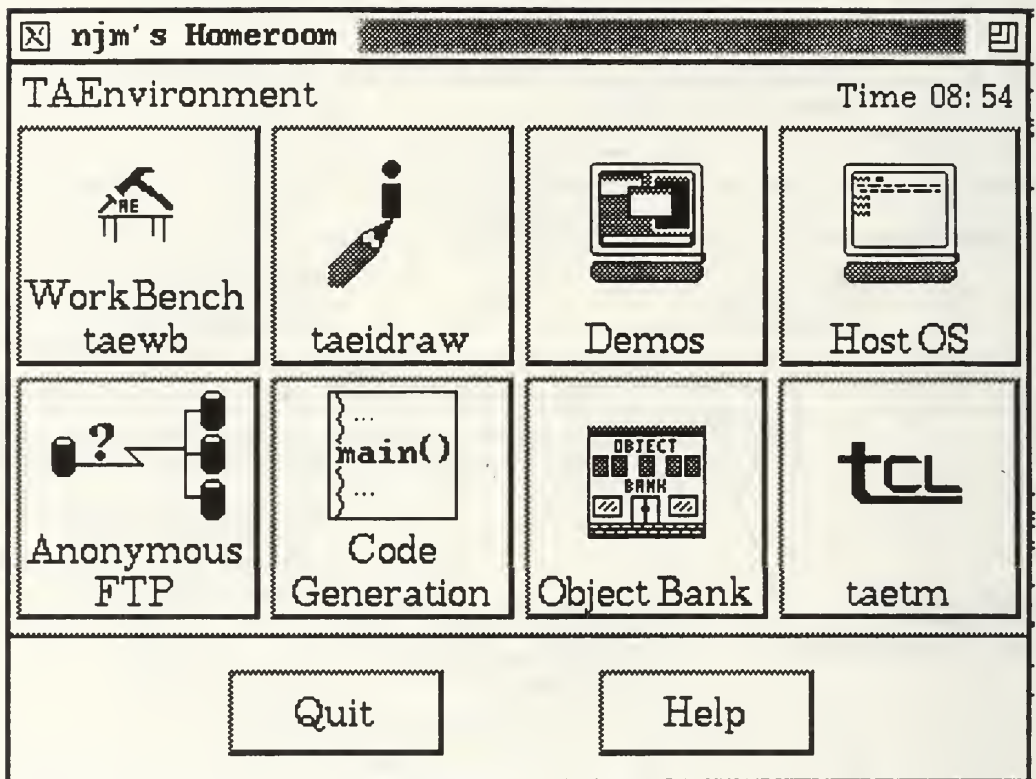 njm's Homeroom
TAEnvironment
Time 08:54
AE
WorkBench
taewb
taeidraw
Demos
Host OS
?
...
main()
...
OBJECT
BANK
tCL
Anonymous
FTP
Code
Generation
Object Bank
taetm
Quit
Help